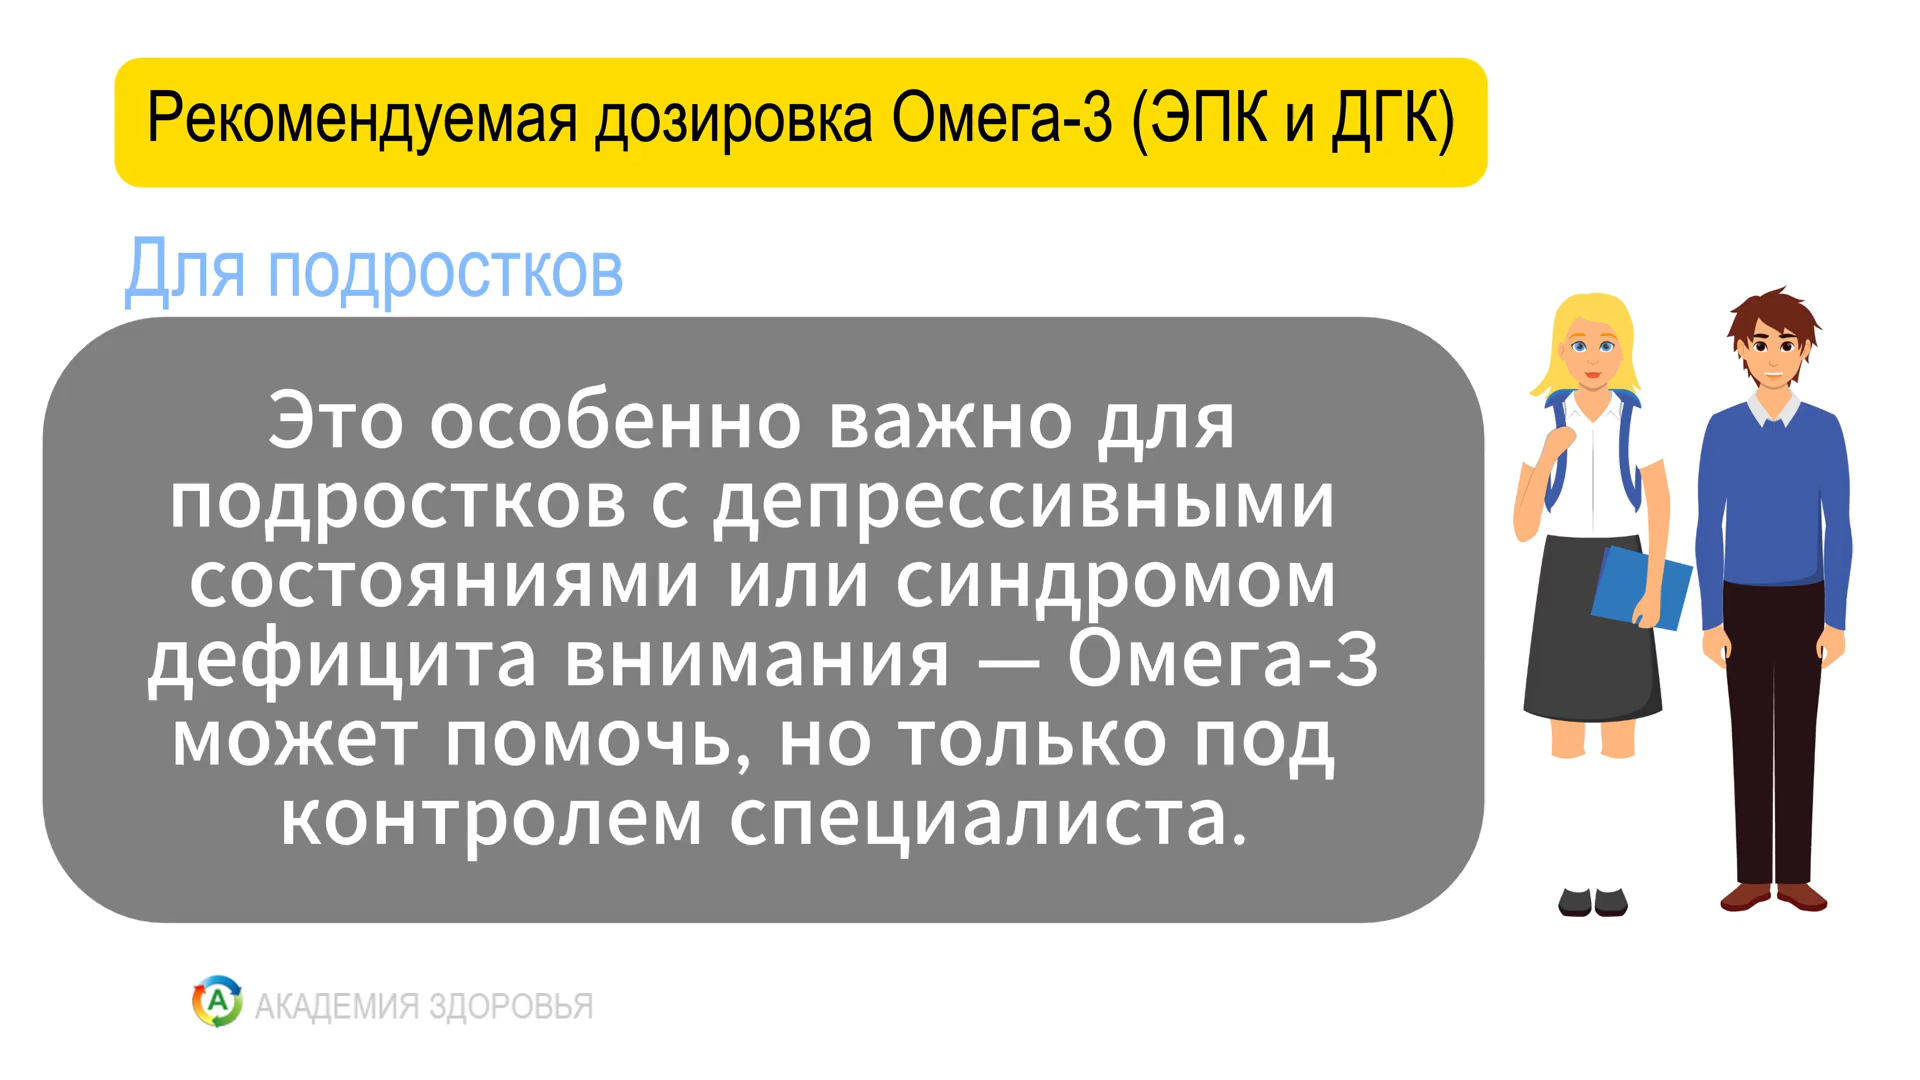 Рекомендуемая дозировка Омега-3 (ЭПК и ДГК)
Для подростков
Это особенно важно для
подростков с депрессивными
состояниями или синдромом
дефицита внимания — Омега-3
может помочь, но только под
контролем специалиста.
А АКАДЕМИЯ ЗДОРОВЬЯ